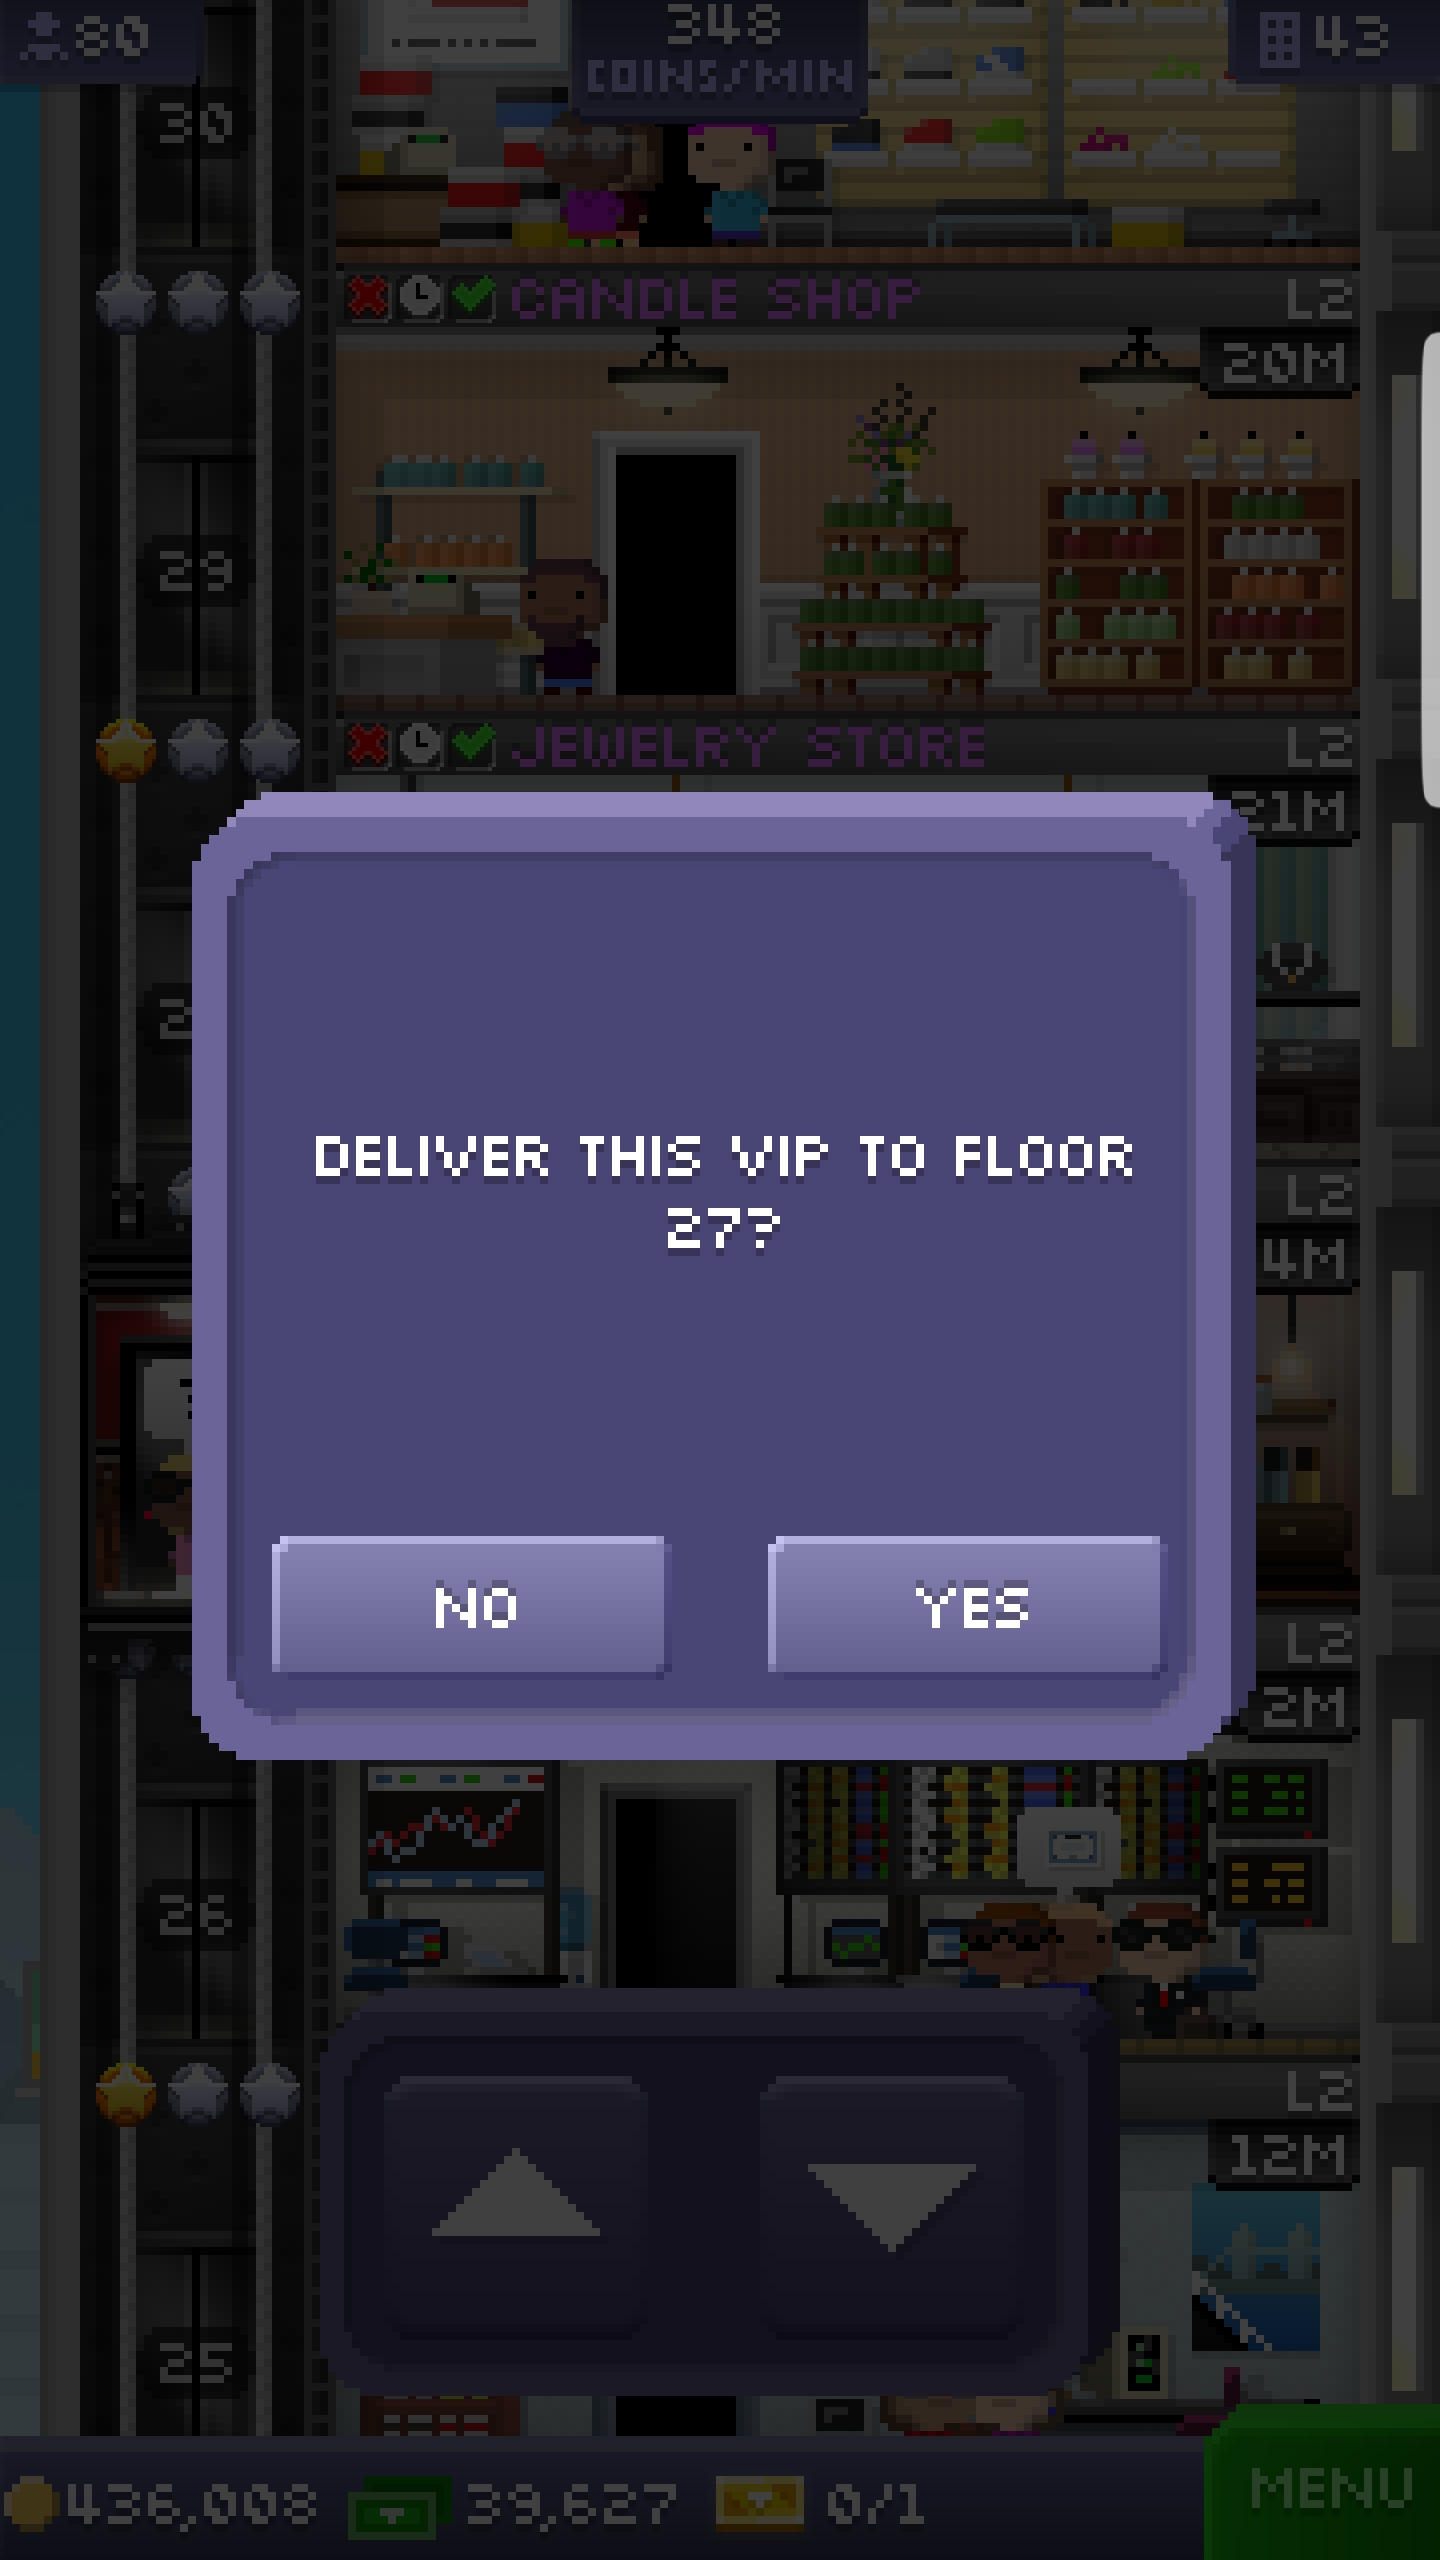 80
348
COINS/MIN
43
30
CANDLE SHOP
L2
20M
29
JEWELRY STORE
L2
21M
L2
4M
DELIVER THIS VIP TO FLOOR
27?
NO
YES
L2
2M
26
L2
12M
25
436,008
39,627
0/1
MENU